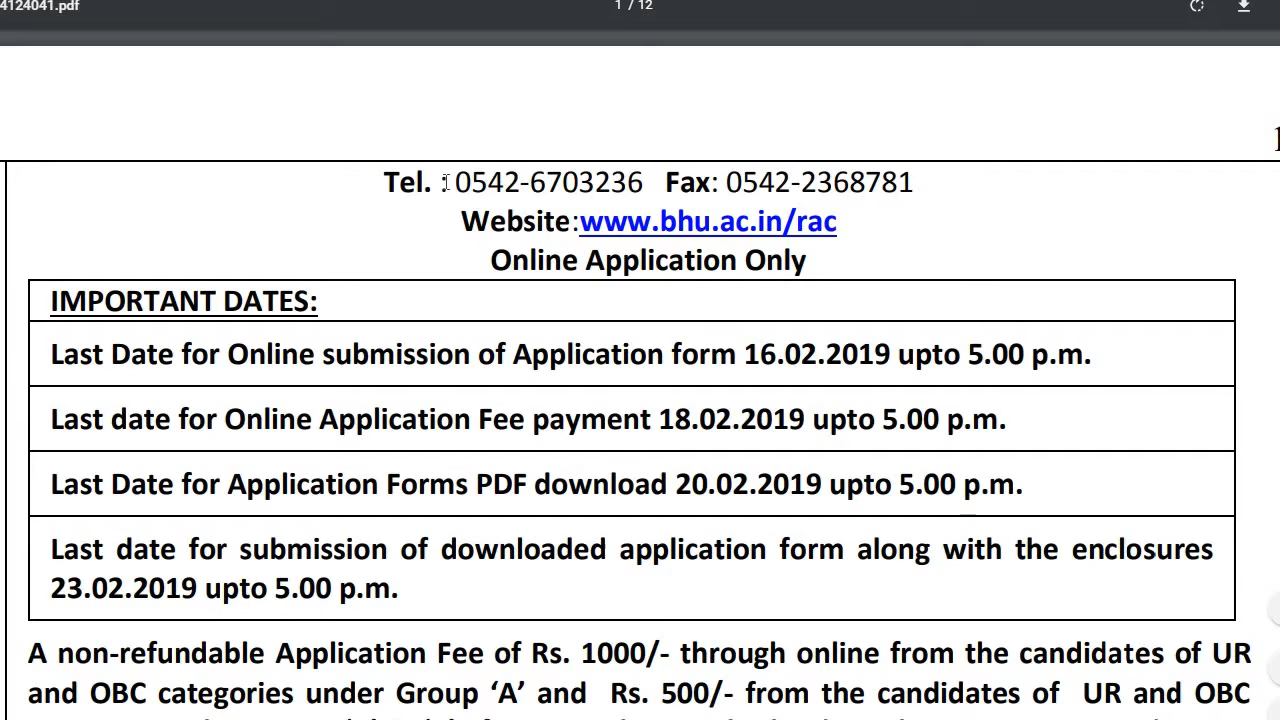 4124041.pdf 1 / 12
Tel. : 0542-6703236 Fax: 0542-2368781
Website:www.bhu.ac.in/rac
Online Application Only
IMPORTANT DATES:
Last Date for Online submission of Application form 16.02.2019 upto 5.00 p.m.
Last date for Online Application Fee payment 18.02.2019 upto 5.00 p.m.
Last Date for Application Forms PDF download 20.02.2019 upto 5.00 p.m.
Last date for submission of downloaded application form along with the enclosures
23.02.2019 upto 5.00 p.m.
A non-refundable Application Fee of Rs. 1000/- through online from the candidates of UR
and OBC categories under Group ‘A’ and Rs. 500/- from the candidates of UR and OBC